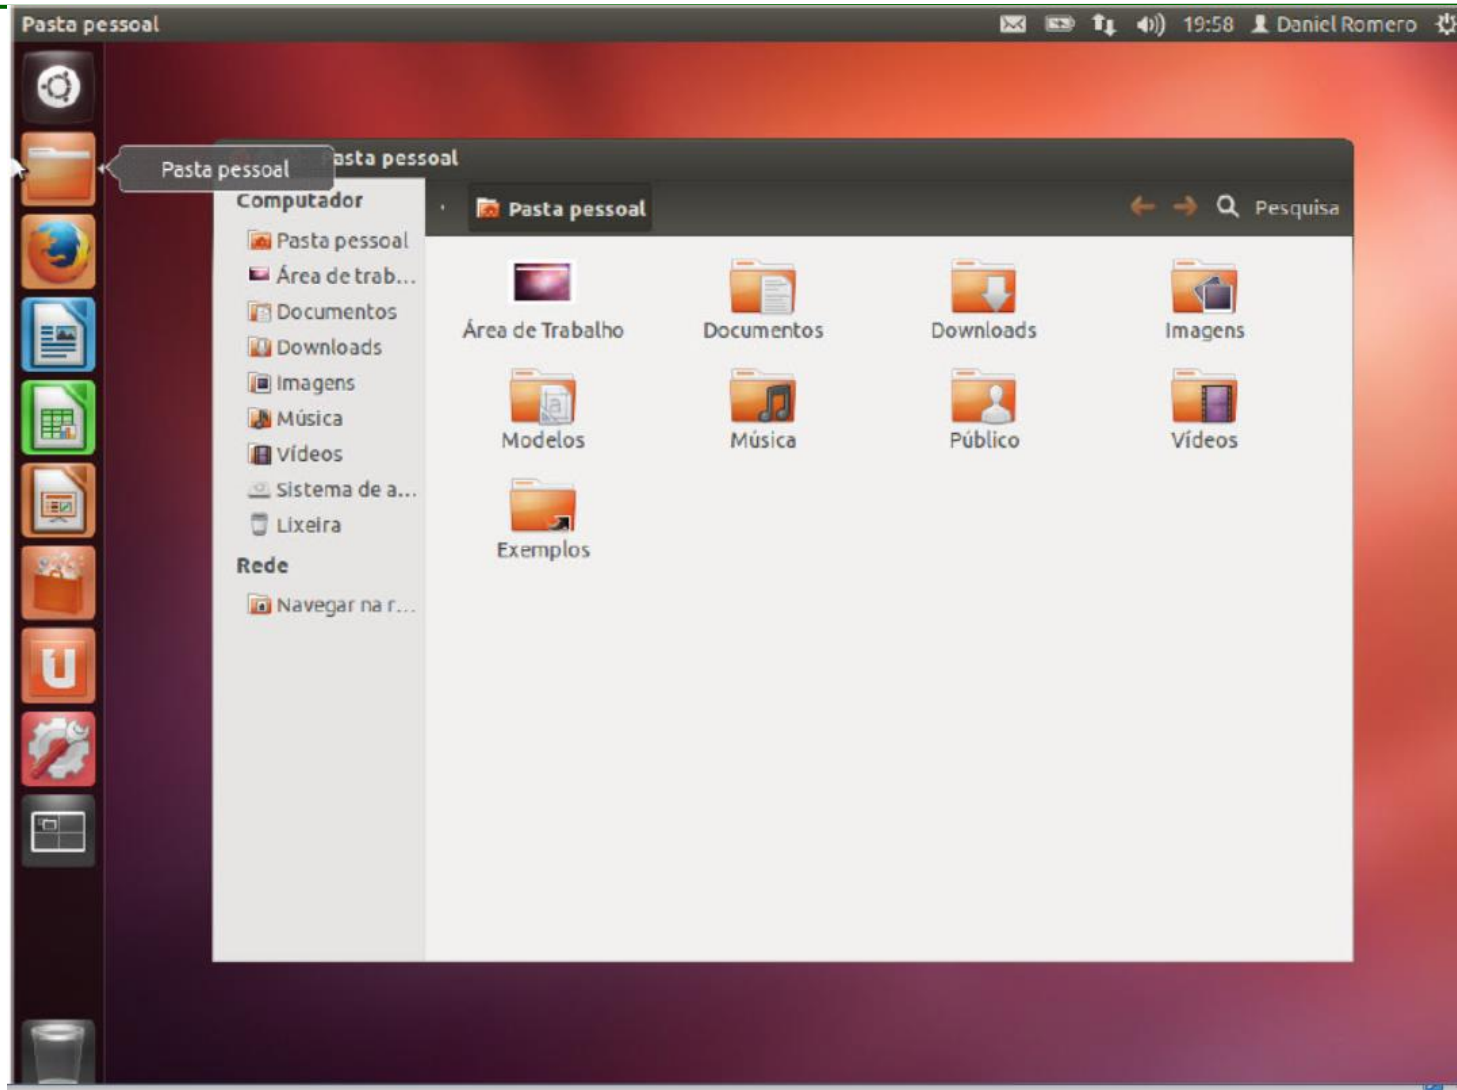 Pasta pessoal
19:58 Daniel Romero
Pasta pessoal
asta pessoal
Computador
Pasta pessoal
Área de trab...
Documentos
Downloads
Imagens
Música
Vídeos
Sistema de a...
Lixeira
Rede
Navegar na r...
Pasta pessoal
Pesquisa
Área de Trabalho
Documentos
Downloads
Imagens
Modelos
Música
Público
Vídeos
Exemplos